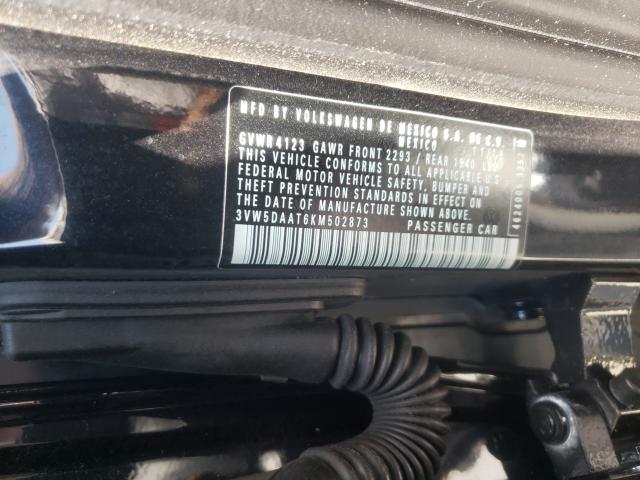 MFD BY VOLKSWAGEN DE MEXICO S.A. DE C.V.
MEXICO
GVWR4123 GAWR FRONT 2293 / REAR 1940
THIS VEHICLE CONFORMS TO ALL APPLICABLE U.S.
FEDERAL MOTOR VEHICLE SAFETY, BUMPER AND
THEFT PREVENTION STANDARDS IN EFFECT ON
THE DATE OF MANUFACTURE SHOWN ABOVE.
3VW5DAAT6KM502873 PASSENGER CAR